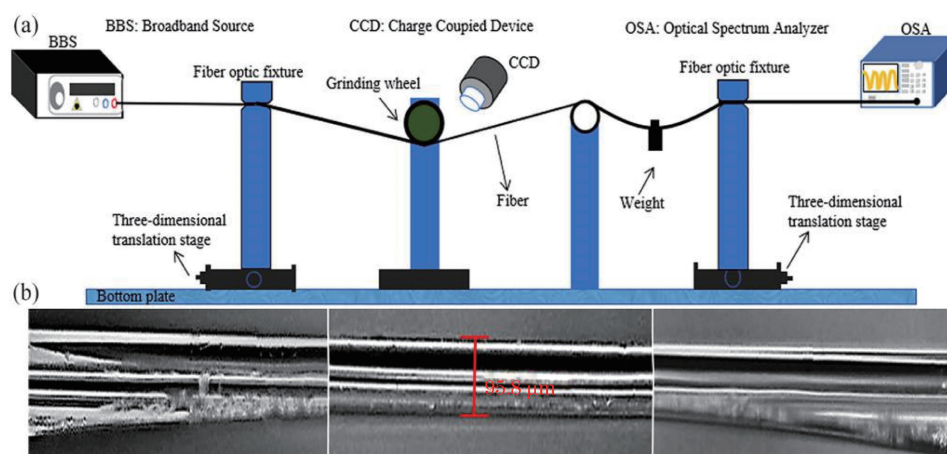 (a)
BBS: Broadband Source
CCD: Charge Coupled Device
OSA: Optical Spectrum Analyzer
BBS
OSA
Fiber optic fixture
Grinding wheel
CCD
Fiber optic fixture
Fiber
Weight
Three-dimensional
translation stage
Three-dimensional
translation stage
(b)
Bottom plate
95.8 μm